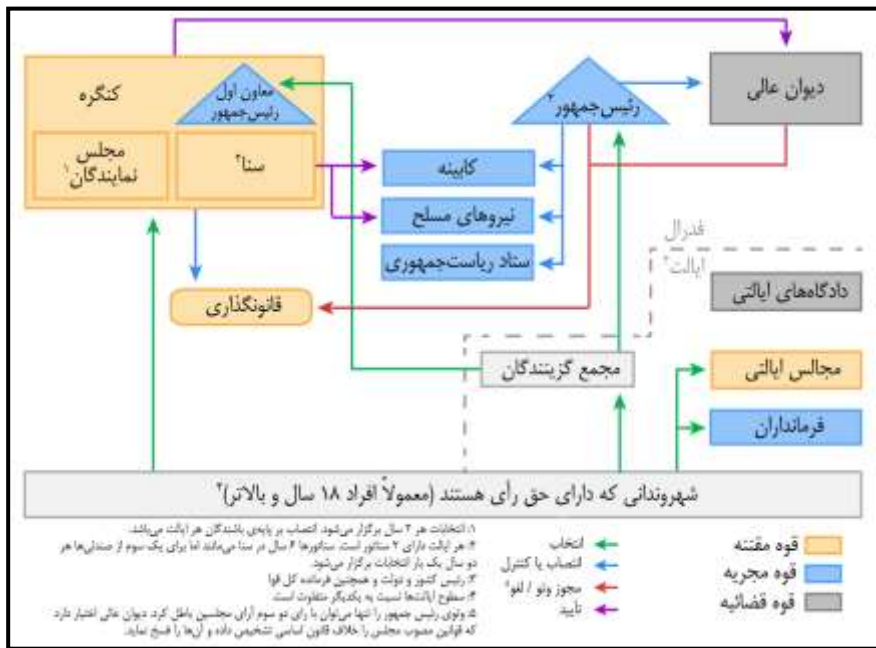 کنگره
معاون اول
رئیس‌جمهور
مجلس
نمایندگان۱
سنا۲
رئیس‌جمهور۳
دیوان عالی
کابینه
نیروهای مسلح
ستاد ریاست‌جمهوری
قانونگذاری
فدرال
ایالت۴
دادگاه‌های ایالتی
مجمع گزینندگان
مجالس ایالتی
فرمانداران
شهروندانی که دارای حق رأی هستند (معمولاً افراد ۱۸ سال و بالاتر)۴
۱: انتخابات هر ۲ سال برگزار می‌شود. انتصاب بر پایه‌ی باشندگان هر ایالت می‌باشد.
۲: هر ایالت دارای ۲ سناتور است. سناتورها ۶ سال در سنا می‌مانند اما برای یک سوم از صندلی‌ها هر
دو سال یک بار انتخابات برگزار می‌شود.
۳: رئیس کشور و دولت و همچنین فرمانده کل قوا
۴: سطوح ایالت‌ها نسبت به یکدیگر متفاوت است.
۵: وتوی رئیس جمهور را تنها می‌توان با رای دو سوم آرای مجلسین باطل کرد. دیوان عالی اختیار دارد
که قوانین مصوب مجلس را خلاف قانون اساسی تشخیص داده و آن‌ها را فسخ نماید.
انتخاب
انتصاب یا کنترل
مجوز وتو / لغو۵
تأیید
قوه مقننه
قوه مجریه
قوه قضائیه